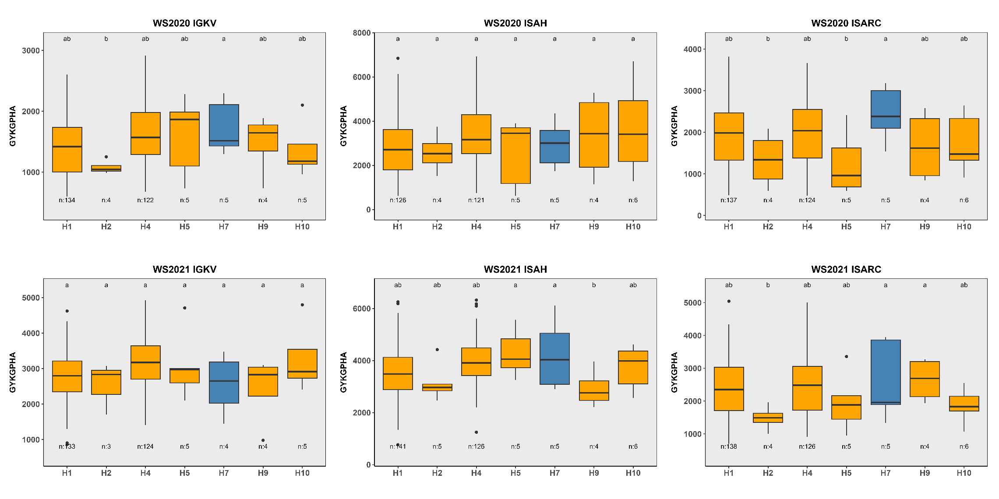 WS2020 IGKV
ab b ab ab a ab ab
GYKGPHA
3000
2000
1000
n:134 n:4 n:122 n:5 n:5 n:4 n:5
H1 H2 H4 H5 H7 H9 H10
WS2020 ISAH
a a a a a a a
GYKGPHA
8000
6000
4000
2000
0
n:126 n:4 n:121 n:5 n:5 n:4 n:6
H1 H2 H4 H5 H7 H9 H10
WS2020 ISARC
ab b ab b a ab ab
GYKGPHA
4000
3000
2000
1000
0
n:137 n:4 n:124 n:5 n:5 n:4 n:6
H1 H2 H4 H5 H7 H9 H10
WS2021 IGKV
a a a a a a a
GYKGPHA
5000
4000
3000
2000
1000
n:133 n:3 n:124 n:5 n:4 n:4 n:5
H1 H2 H4 H5 H7 H9 H10
WS2021 ISAH
ab ab ab a a b ab
GYKGPHA
6000
4000
2000
0
n:141 n:5 n:126 n:5 n:5 n:4 n:6
H1 H2 H4 H5 H7 H9 H10
WS2021 ISARC
ab b ab ab a a ab
GYKGPHA
5000
4000
3000
2000
1000
n:138 n:4 n:126 n:5 n:5 n:4 n:6
H1 H2 H4 H5 H7 H9 H10